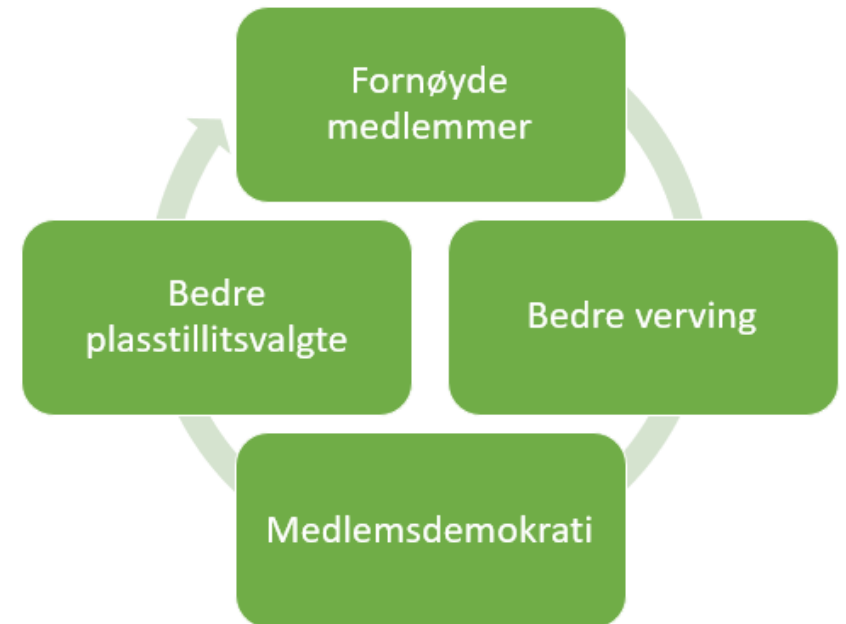 Fornøyde
medlemmer
Bedre verving
Medlemsdemokrati
Bedre
plasstillitsvalgte